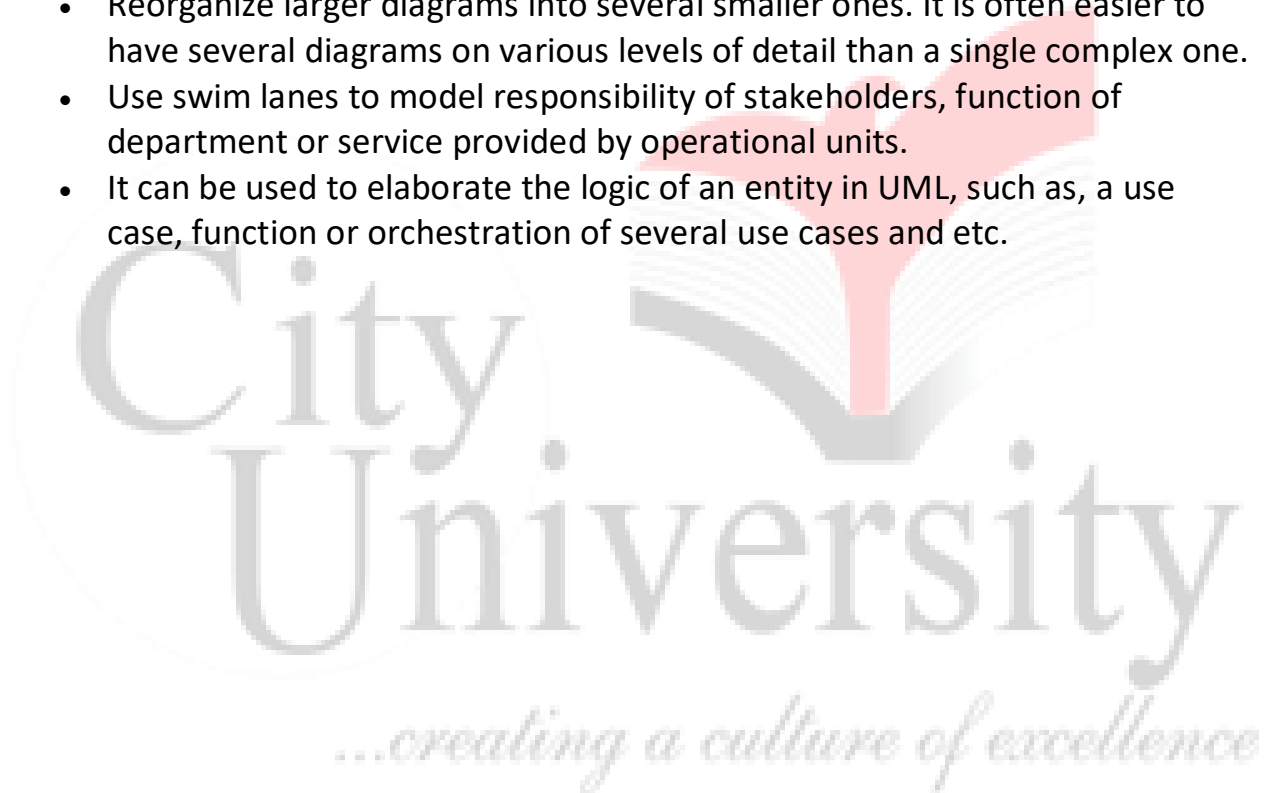 • Reorganize larger diagrams into several smaller ones. It is often easier to
have several diagrams on various levels of detail than a single complex one.
• Use swim lanes to model responsibility of stakeholders, function of
department or service provided by operational units.
• It can be used to elaborate the logic of an entity in UML, such as, a use
case, function or orchestration of several use cases and etc.
City
University
...creating a culture of excellence